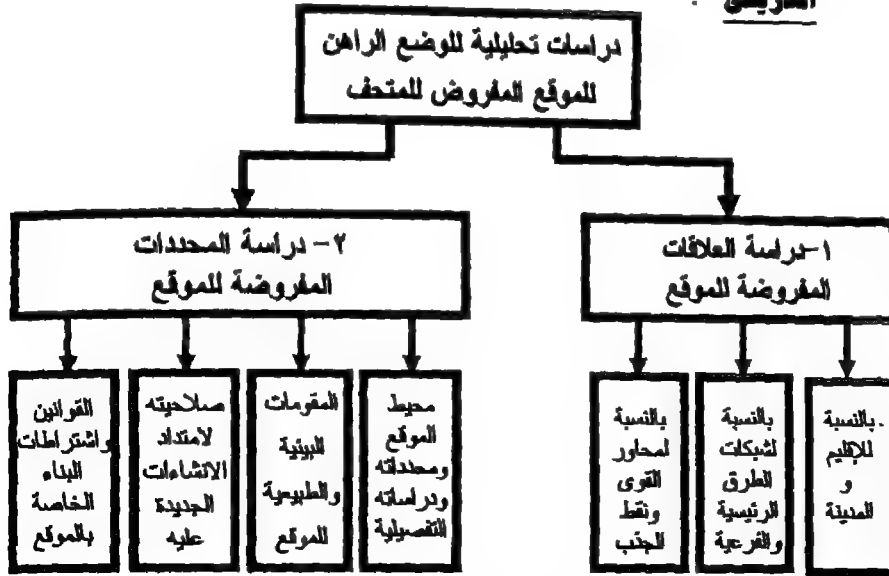 دراسات تحليلية للوضع الراهن
للموقع المفروض للمتحف
١-دراسة العلاقات
المفروضة للموقع
٢- دراسة المحددات
المفروضة للموقع
بالنسبة
للإقليم
و
المدينة
بالنسبة
لشبكات
الطرق
الرئيسية
والفرعية
بالنسبة
لمحاور
القوى
ونقط
الجذب
محيط
الموقع
ومحدداته
ودراساته
التفصيلية
المقومات
البيئية
والطبيعية
للموقع
صلاحيته
لأمتداد
الانشاءات
الجديدة
عليه
القوانين
واشتراطات
البناء
الخاصة
بالموقع